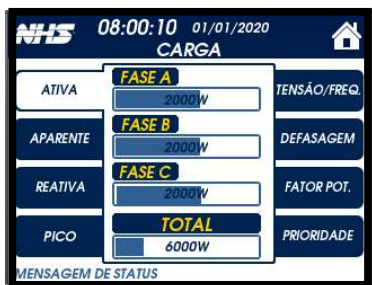 NHS 08:00:10 01/01/2020
CARGA
ATIVA
APARENTE
REATIVA
PICO
FASE A
2000W
FASE B
2000W
FASE C
2000W
TOTAL
6000W
TENSÃO/FREQ.
DEFASAGEM
FATOR POT.
PRIORIDADE
MENSAGEM DE STATUS